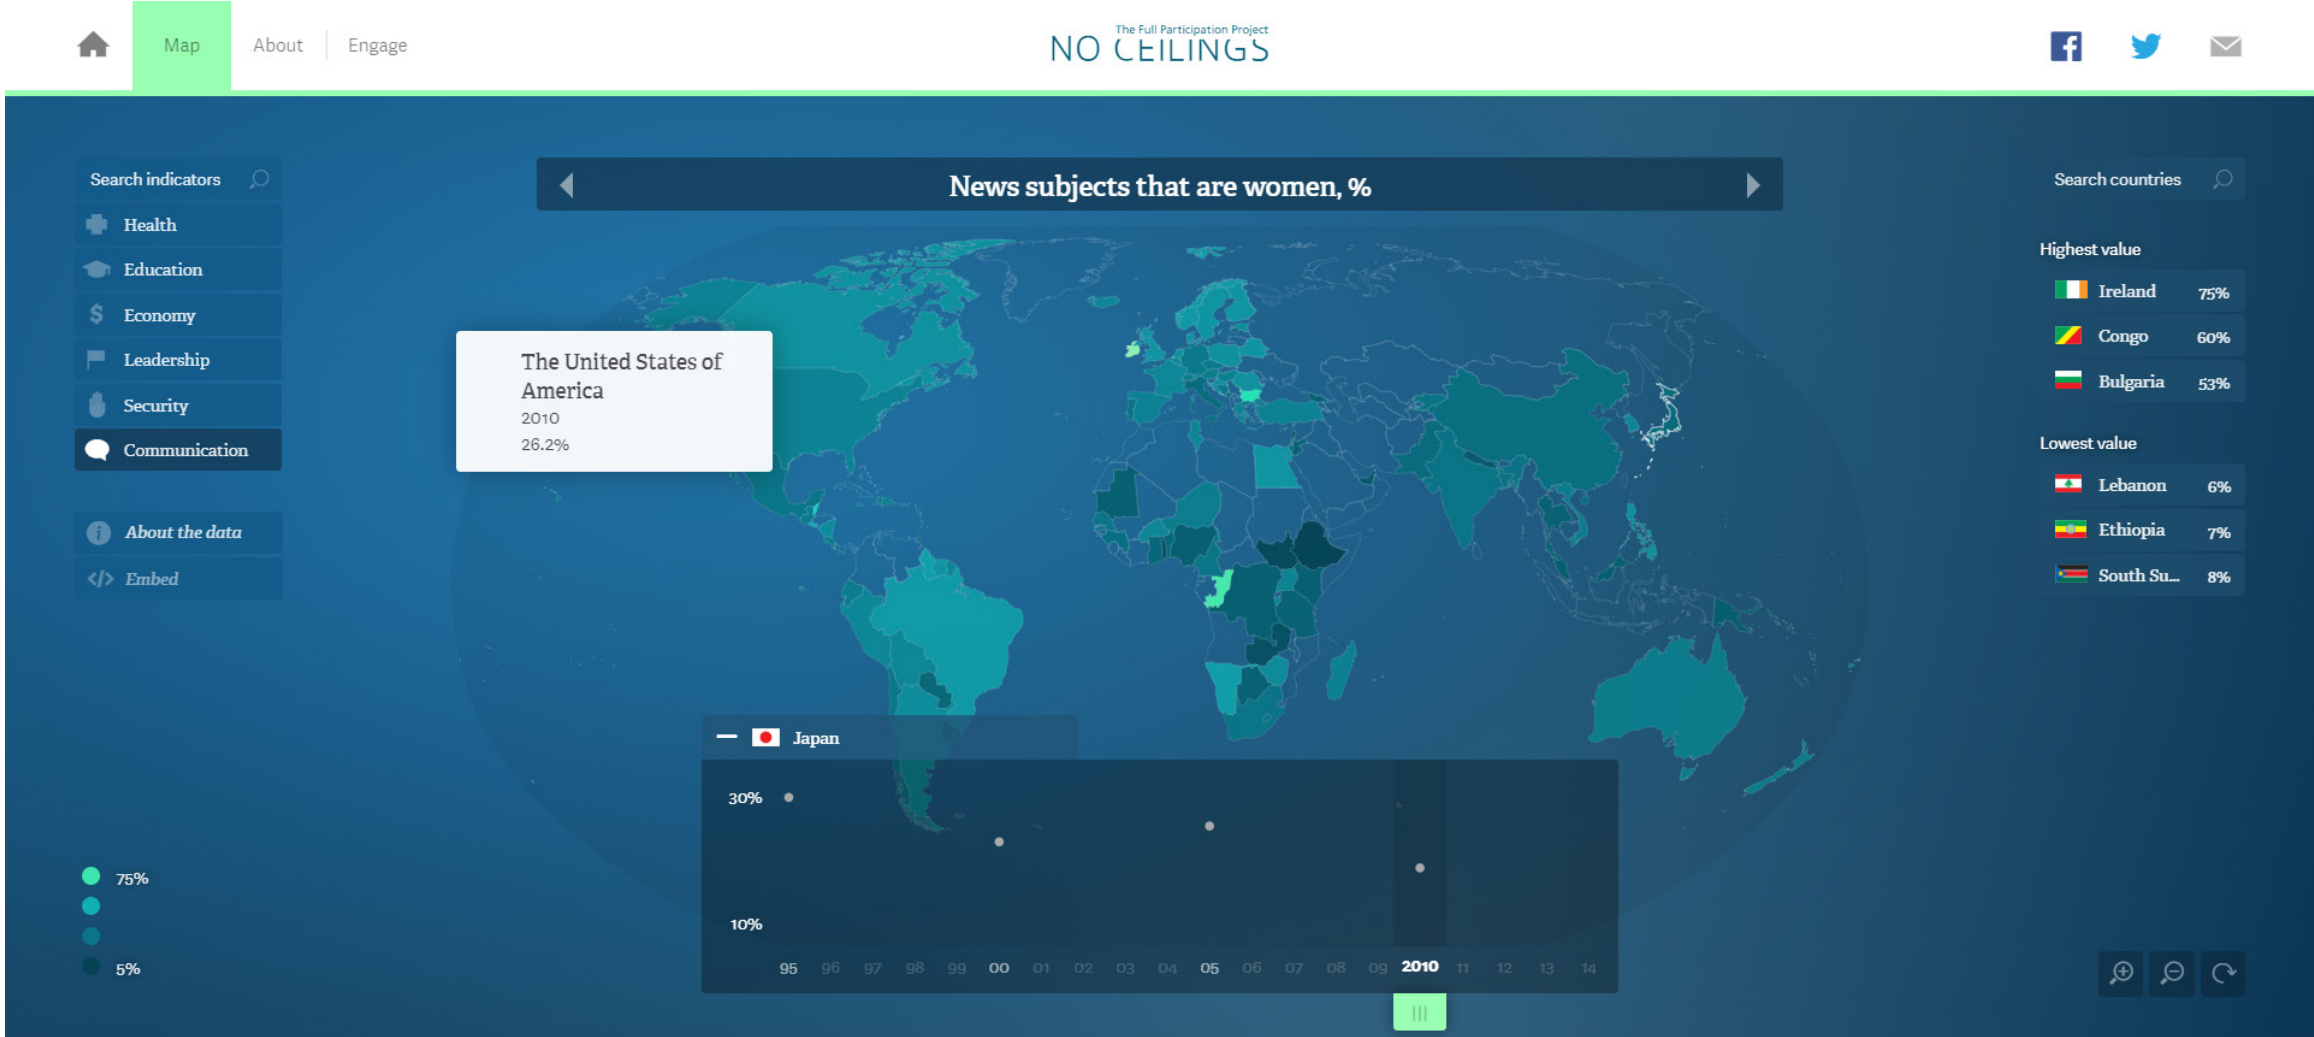 Map
About
Engage
The Full Participation Project
NO CEILINGS
Search indicators
Health
Education
Economy
Leadership
Security
Communication
About the data
</> Embed
News subjects that are women, %
The United States of
America
2010
26.2%
Search countries
Highest value
Ireland 75%
Congo 60%
Bulgaria 53%
Lowest value
Lebanon 6%
Ethiopia 7%
South Su... 8%
Japan
30%
10%
95 96 97 98 99 00 01 02 03 04 05 06 07 08 09 2010 11 12 13 14
75%
5%